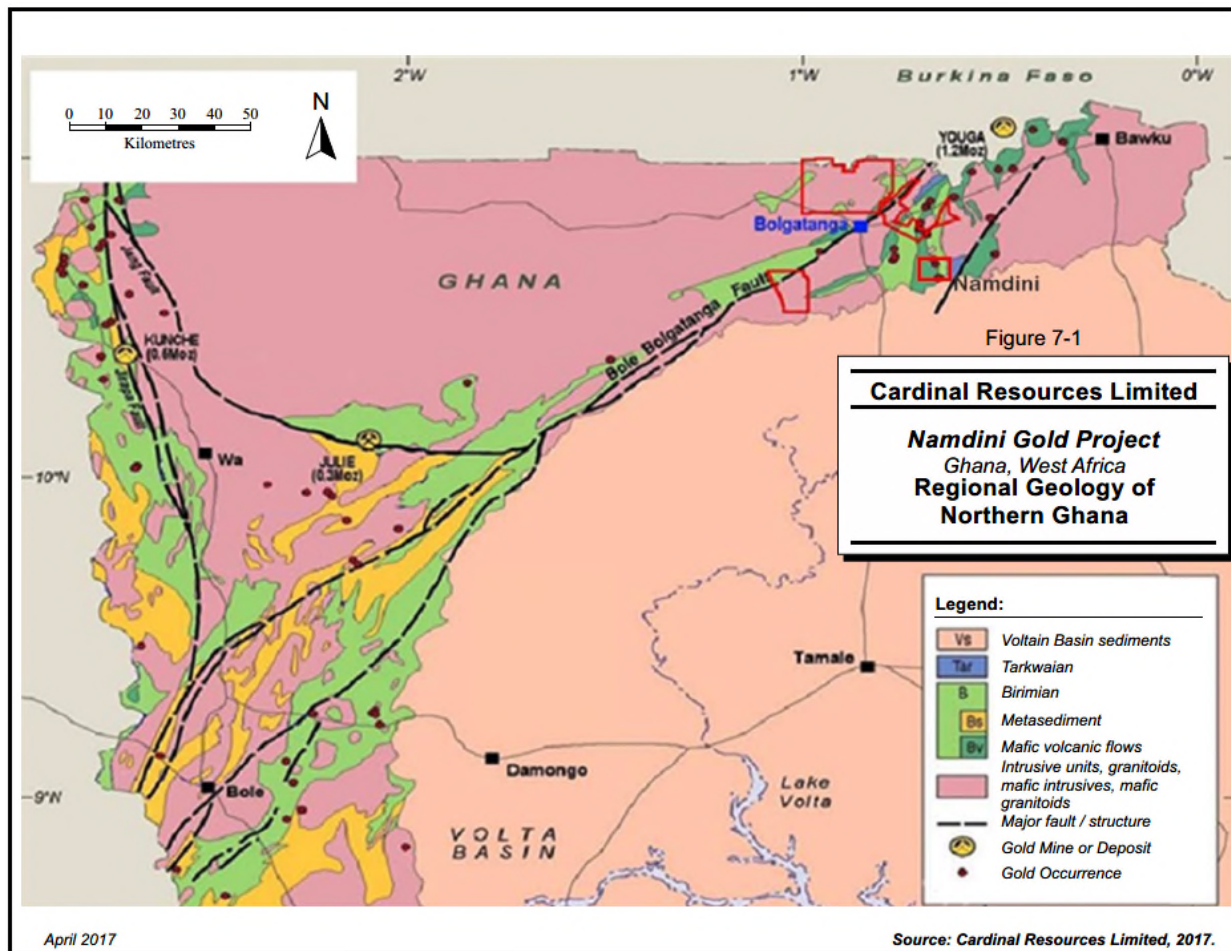 2°W
1°W
0°W
Burkina Faso
0 10 20 30 40 50
Kilometres
N
YOUGA
(1.2Moz)
Bawku
Bolgatanga
GHANA
Jang Fault
Namdini
Bole Bolgatanga Fault
KUNCHE
(0.6Moz)
Jirapa Fault
Figure 7-1
Cardinal Resources Limited
Namdini Gold Project
Ghana, West Africa
Regional Geology of
Northern Ghana
Wa
JULIE
(0.3Moz)
10°N
Legend:
Vs Voltain Basin sediments
Tar Tarkwaian
B Birimian
Bs Metasediment
Bv Mafic volcanic flows
Intrusive units, granitoids,
mafic intrusives, mafic
granitoids
Major fault / structure
Gold Mine or Deposit
Gold Occurrence
Tamale
Damongo
9°N
Bole
Lake
Volta
VOLTA
BASIN
April 2017
Source: Cardinal Resources Limited, 2017.